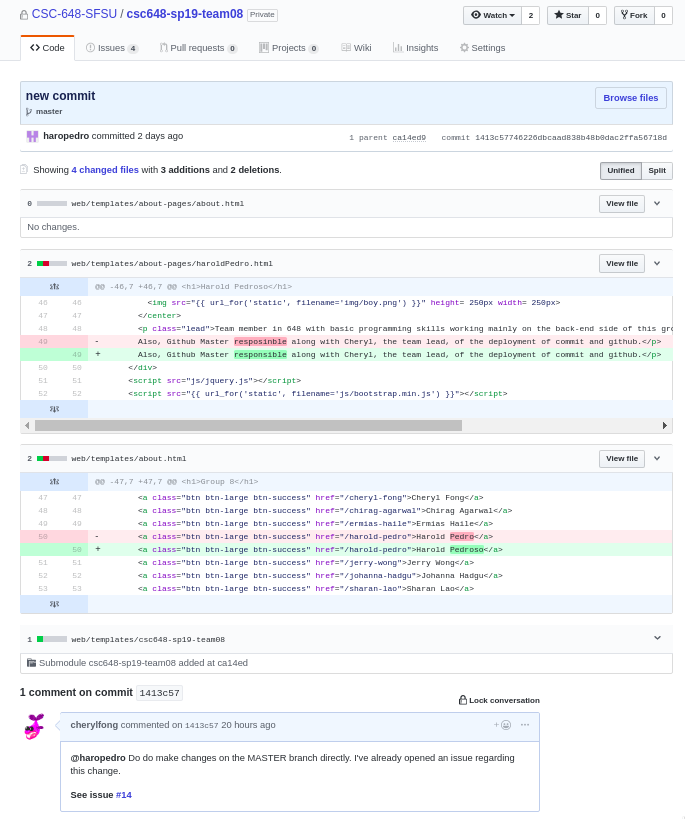 CSC-648-SFSU / csc648-sp19-team08 Private
Watch 2 Star 0 Fork 0
Code Issues 4 Pull requests 0 Projects 0 Wiki Insights Settings
new commit
Browse files
master
haropedro committed 2 days ago 1 parent ca14ed9 commit 1413c57746226dbcaad838b48b0dac2ffa56718d
Showing 4 changed files with 3 additions and 2 deletions. Unified Split
0 web/templates/about-pages/about.html View file
No changes.
2 web/templates/about-pages/haroldPedro.html View file
@@ -46,7 +46,7 @@ <h1>Harold Pedroso</h1>
46 46 <img src="{{ url_for('static', filename='img/boy.png') }}" height= 250px width= 250px>
47 47 </center>
48 48 <p class="lead">Team member in 648 with basic programming skills working mainly on the back-end side of this gro
49 - Also, Github Master resposinble along with Cheryl, the team lead, of the deployment of commit and github.</p>
49 + Also, Github Master responsible along with Cheryl, the team lead, of the deployment of commit and github.</p>
50 50 </div>
51 51 <script src="js/jquery.js"></script>
52 52 <script src="{{ url_for('static', filename='js/bootstrap.min.js') }}"></script>
2 web/templates/about.html View file
@@ -47,7 +47,7 @@ <h1>Group 8</h1>
47 47 <a class="btn btn-large btn-success" href="/cheryl-fong">Cheryl Fong</a>
48 48 <a class="btn btn-large btn-success" href="/chirag-agarwal">Chirag Agarwal</a>
49 49 <a class="btn btn-large btn-success" href="/ermias-haile">Ermias Haile</a>
50 - <a class="btn btn-large btn-success" href="/harold-pedro">Harold Pedro</a>
50 + <a class="btn btn-large btn-success" href="/harold-pedro">Harold Pedroso</a>
51 51 <a class="btn btn-large btn-success" href="/jerry-wong">Jerry Wong</a>
52 52 <a class="btn btn-large btn-success" href="/johanna-hadgu">Johanna Hadgu</a>
53 53 <a class="btn btn-large btn-success" href="/sharan-lao">Sharan Lao</a>
1 web/templates/csc648-sp19-team08
Submodule csc648-sp19-team08 added at ca14ed
1 comment on commit 1413c57
Lock conversation
cherylfong commented on 1413c57 20 hours ago
@haropedro Do do make changes on the MASTER branch directly. I've already opened an issue regarding
this change.
See issue #14